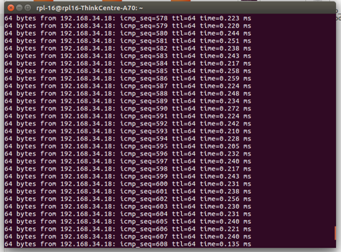 rpl-16@rpl16-ThinkCentre-A70: ~
64 bytes from 192.168.34.18: icmp_seq=578 ttl=64 time=0.223 ms
64 bytes from 192.168.34.18: icmp_seq=579 ttl=64 time=0.220 ms
64 bytes from 192.168.34.18: icmp_seq=580 ttl=64 time=0.244 ms
64 bytes from 192.168.34.18: icmp_seq=581 ttl=64 time=0.251 ms
64 bytes from 192.168.34.18: icmp_seq=582 ttl=64 time=0.238 ms
64 bytes from 192.168.34.18: icmp_seq=583 ttl=64 time=0.243 ms
64 bytes from 192.168.34.18: icmp_seq=584 ttl=64 time=0.217 ms
64 bytes from 192.168.34.18: icmp_seq=585 ttl=64 time=0.258 ms
64 bytes from 192.168.34.18: icmp_seq=586 ttl=64 time=0.259 ms
64 bytes from 192.168.34.18: icmp_seq=587 ttl=64 time=0.224 ms
64 bytes from 192.168.34.18: icmp_seq=588 ttl=64 time=0.248 ms
64 bytes from 192.168.34.18: icmp_seq=589 ttl=64 time=0.234 ms
64 bytes from 192.168.34.18: icmp_seq=590 ttl=64 time=0.272 ms
64 bytes from 192.168.34.18: icmp_seq=591 ttl=64 time=0.224 ms
64 bytes from 192.168.34.18: icmp_seq=592 ttl=64 time=0.242 ms
64 bytes from 192.168.34.18: icmp_seq=593 ttl=64 time=0.210 ms
64 bytes from 192.168.34.18: icmp_seq=594 ttl=64 time=0.228 ms
64 bytes from 192.168.34.18: icmp_seq=595 ttl=64 time=0.205 ms
64 bytes from 192.168.34.18: icmp_seq=596 ttl=64 time=0.232 ms
64 bytes from 192.168.34.18: icmp_seq=597 ttl=64 time=0.240 ms
64 bytes from 192.168.34.18: icmp_seq=598 ttl=64 time=0.217 ms
64 bytes from 192.168.34.18: icmp_seq=599 ttl=64 time=0.243 ms
64 bytes from 192.168.34.18: icmp_seq=600 ttl=64 time=0.231 ms
64 bytes from 192.168.34.18: icmp_seq=601 ttl=64 time=0.238 ms
64 bytes from 192.168.34.18: icmp_seq=602 ttl=64 time=0.256 ms
64 bytes from 192.168.34.18: icmp_seq=603 ttl=64 time=0.230 ms
64 bytes from 192.168.34.18: icmp_seq=604 ttl=64 time=0.231 ms
64 bytes from 192.168.34.18: icmp_seq=605 ttl=64 time=0.240 ms
64 bytes from 192.168.34.18: icmp_seq=606 ttl=64 time=0.221 ms
64 bytes from 192.168.34.18: icmp_seq=607 ttl=64 time=0.240 ms
64 bytes from 192.168.34.18: icmp_seq=608 ttl=64 time=0.135 ms